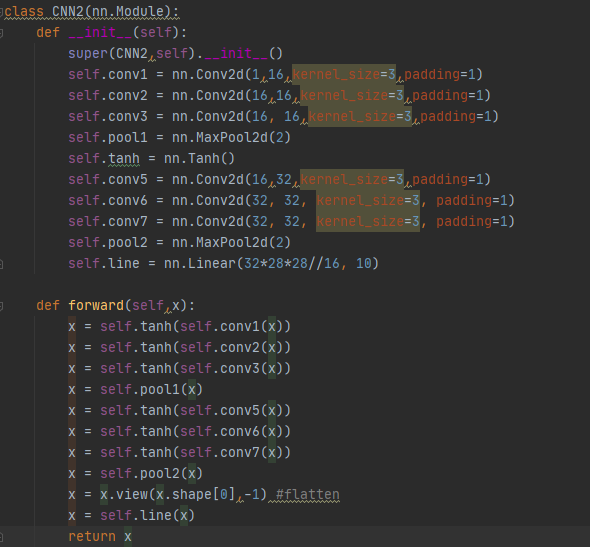 class CNN2(nn.Module):
    def __init__(self):
        super(CNN2,self).__init__()
        self.conv1 = nn.Conv2d(1,16,kernel_size=3,padding=1)
        self.conv2 = nn.Conv2d(16,16,kernel_size=3,padding=1)
        self.conv3 = nn.Conv2d(16, 16,kernel_size=3,padding=1)
        self.pool1 = nn.MaxPool2d(2)
        self.tanh = nn.Tanh()
        self.conv5 = nn.Conv2d(16,32,kernel_size=3,padding=1)
        self.conv6 = nn.Conv2d(32, 32, kernel_size=3, padding=1)
        self.conv7 = nn.Conv2d(32, 32, kernel_size=3, padding=1)
        self.pool2 = nn.MaxPool2d(2)
        self.line = nn.Linear(32*28*28//16, 10)

    def forward(self,x):
        x = self.tanh(self.conv1(x))
        x = self.tanh(self.conv2(x))
        x = self.tanh(self.conv3(x))
        x = self.pool1(x)
        x = self.tanh(self.conv5(x))
        x = self.tanh(self.conv6(x))
        x = self.tanh(self.conv7(x))
        x = self.pool2(x)
        x = x.view(x.shape[0],-1) #flatten
        x = self.line(x)
        return x